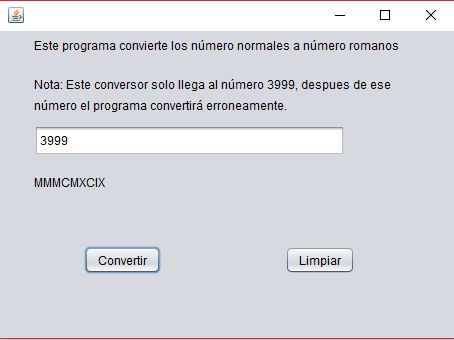 Este programa convierte los número normales a número romanos
Nota: Este conversor solo llega al número 3999, despues de ese
número el programa convertirá erroneamente.
3999
MMMCMXCIX
Convertir
Limpiar